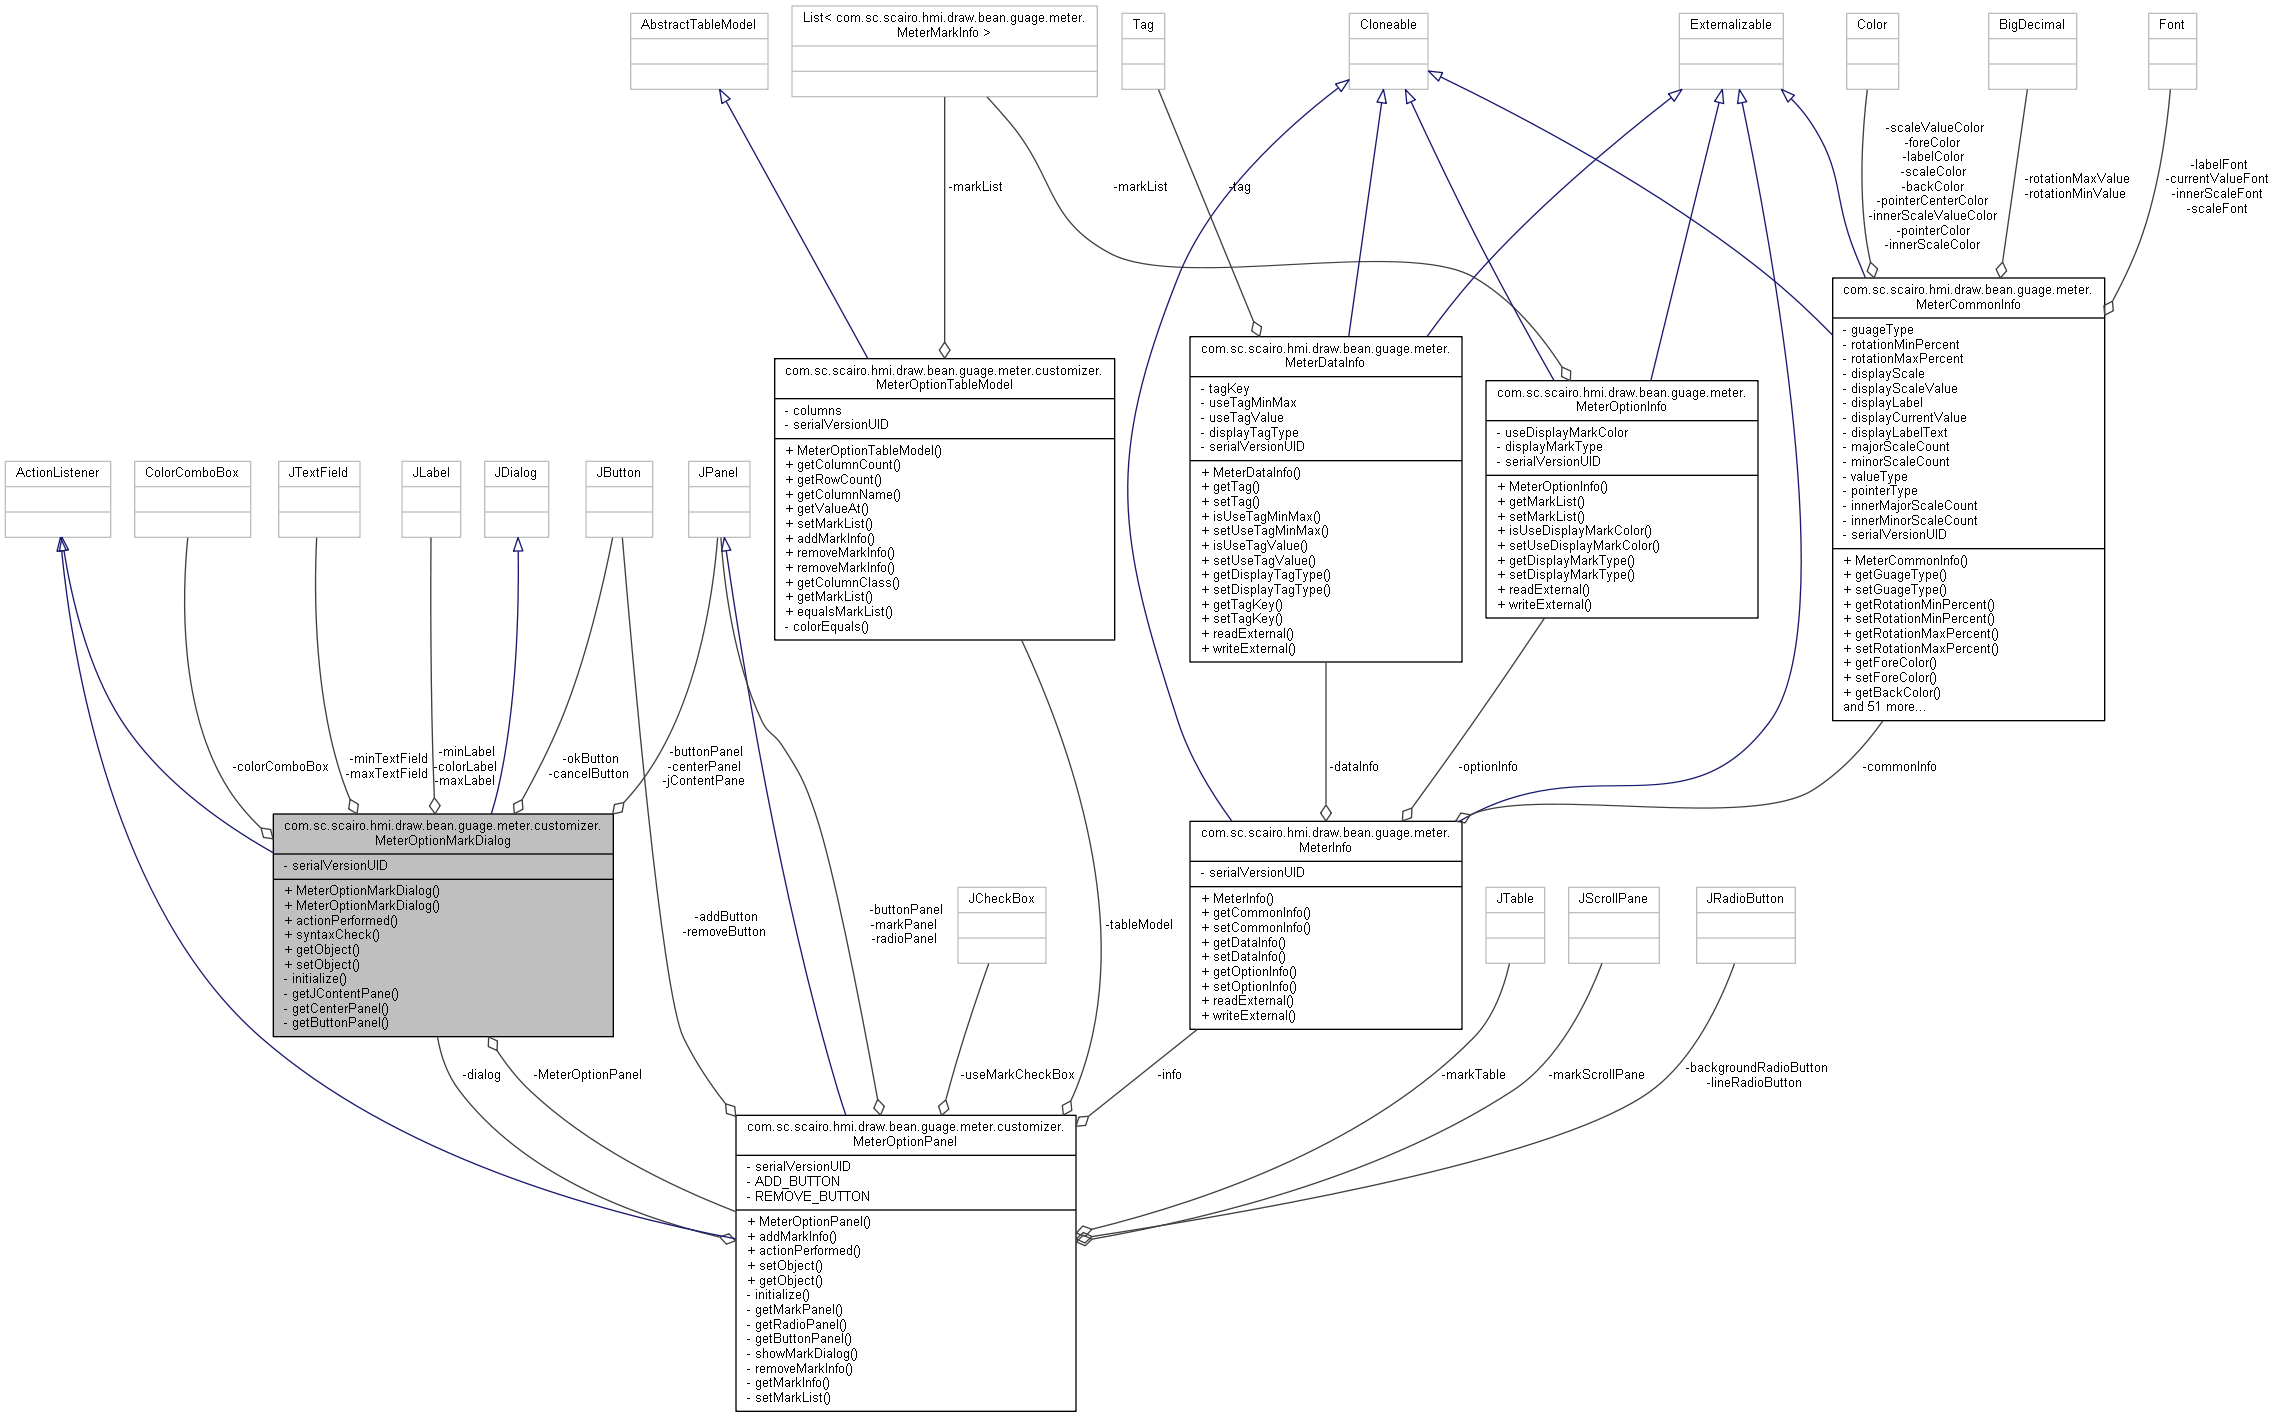 AbstractTableModel
List< com.sc.scairo.hmi.draw.bean.guage.meter.
MeterMarkInfo >
Tag
Cloneable
Externalizable
Color
BigDecimal
Font
-scaleValueColor
-foreColor
-labelColor
-scaleColor
-backColor
-pointerCenterColor
-innerScaleValueColor
-pointerColor
-innerScaleColor
-rotationMaxValue
-rotationMinValue
-labelFont
-currentValueFont
-innerScaleFont
-scaleFont
-markList
-markList
-tag
com.sc.scairo.hmi.draw.bean.guage.meter.
MeterCommonInfo
- guageType
- rotationMinPercent
- rotationMaxPercent
- displayScale
- displayScaleValue
- displayLabel
- displayCurrentValue
- displayLabelText
- majorScaleCount
- minorScaleCount
- valueType
- pointerType
- innerMajorScaleCount
- innerMinorScaleCount
- serialVersionUID
+ MeterCommonInfo()
+ getGuageType()
+ setGuageType()
+ getRotationMinPercent()
+ setRotationMinPercent()
+ getRotationMaxPercent()
+ setRotationMaxPercent()
+ getForeColor()
+ setForeColor()
+ getBackColor()
and 51 more...
com.sc.scairo.hmi.draw.bean.guage.meter.
MeterDataInfo
- tagKey
- useTagMinMax
- useTagValue
- displayTagType
- serialVersionUID
+ MeterDataInfo()
+ getTag()
+ setTag()
+ isUseTagMinMax()
+ setUseTagMinMax()
+ isUseTagValue()
+ setUseTagValue()
+ getDisplayTagType()
+ setDisplayTagType()
+ getTagKey()
+ setTagKey()
+ readExternal()
+ writeExternal()
com.sc.scairo.hmi.draw.bean.guage.meter.
MeterOptionInfo
- useDisplayMarkColor
- displayMarkType
- serialVersionUID
+ MeterOptionInfo()
+ getMarkList()
+ setMarkList()
+ isUseDisplayMarkColor()
+ setUseDisplayMarkColor()
+ getDisplayMarkType()
+ setDisplayMarkType()
+ readExternal()
+ writeExternal()
com.sc.scairo.hmi.draw.bean.guage.meter.customizer.
MeterOptionTableModel
- columns
- serialVersionUID
+ MeterOptionTableModel()
+ getColumnCount()
+ getRowCount()
+ getColumnName()
+ getValueAt()
+ setMarkList()
+ addMarkInfo()
+ removeMarkInfo()
+ removeMarkInfo()
+ getColumnClass()
+ getMarkList()
+ equalsMarkList()
- colorEquals()
ActionListener
ColorComboBox
JTextField
JLabel
JDialog
JButton
JPanel
-colorComboBox
-minTextField
-maxTextField
-minLabel
-colorLabel
-maxLabel
-okButton
-cancelButton
-buttonPanel
-centerPanel
-jContentPane
-dataInfo
-optionInfo
-commonInfo
com.sc.scairo.hmi.draw.bean.guage.meter.customizer.
MeterOptionMarkDialog
- serialVersionUID
+ MeterOptionMarkDialog()
+ MeterOptionMarkDialog()
+ actionPerformed()
+ syntaxCheck()
+ getObject()
+ setObject()
- initialize()
- getJContentPane()
- getCenterPanel()
- getButtonPanel()
com.sc.scairo.hmi.draw.bean.guage.meter.
MeterInfo
- serialVersionUID
+ MeterInfo()
+ getCommonInfo()
+ setCommonInfo()
+ getDataInfo()
+ setDataInfo()
+ getOptionInfo()
+ setOptionInfo()
+ readExternal()
+ writeExternal()
-addButton
-removeButton
-buttonPanel
-markPanel
-radioPanel
JCheckBox
-tableModel
JTable
JScrollPane
JRadioButton
-dialog
-MeterOptionPanel
-useMarkCheckBox
-info
-markTable
-markScrollPane
-backgroundRadioButton
-lineRadioButton
com.sc.scairo.hmi.draw.bean.guage.meter.customizer.
MeterOptionPanel
- serialVersionUID
- ADD_BUTTON
- REMOVE_BUTTON
+ MeterOptionPanel()
+ addMarkInfo()
+ actionPerformed()
+ setObject()
+ getObject()
- initialize()
- getMarkPanel()
- getRadioPanel()
- getButtonPanel()
- showMarkDialog()
- removeMarkInfo()
- getMarkInfo()
- setMarkList()